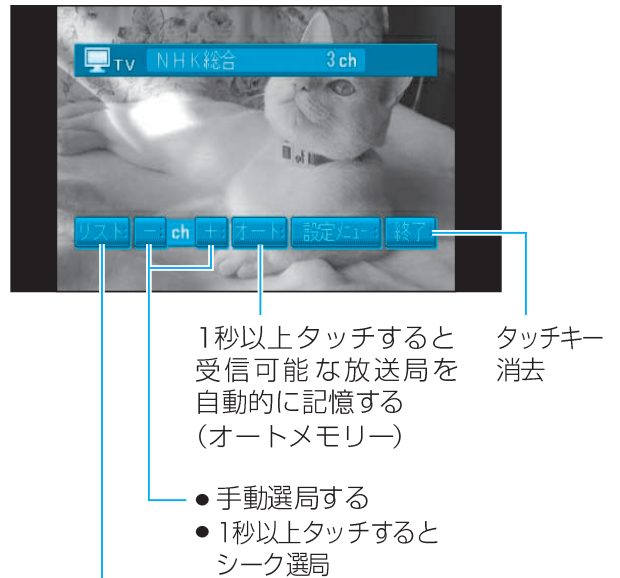 TV NHK総合 3ch
リスト − ch + オート 設定メニュー 終了
1秒以上タッチすると
受信可能な放送局を
自動的に記憶する
(オートメモリー)
タッチキー
消去
● 手動選局する
● 1秒以上タッチすると
シーク選局